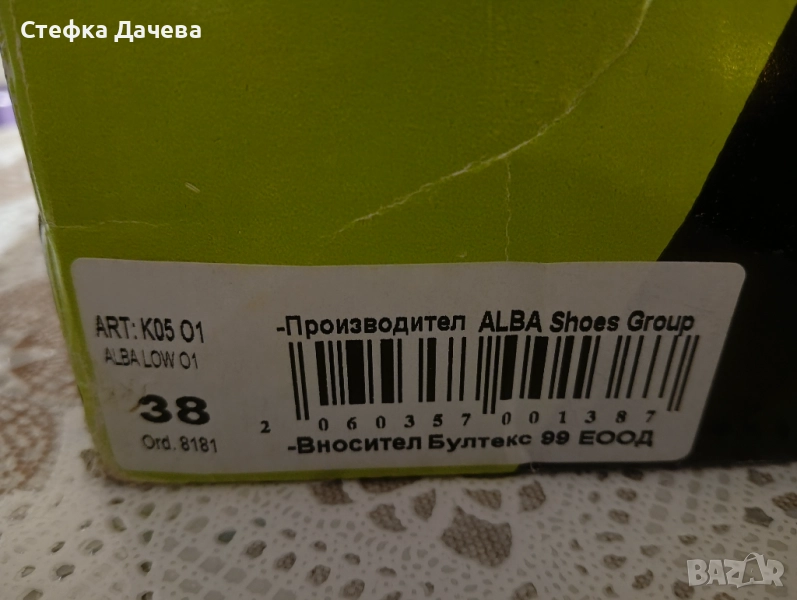 Стефка Дачева
ART: K05 O1
ALBA LOW O1
38
Ord. 8181
-Производител ALBA Shoes Group
2 060357 001387
-Вносител Бултекс 99 ЕООД
BAZAR